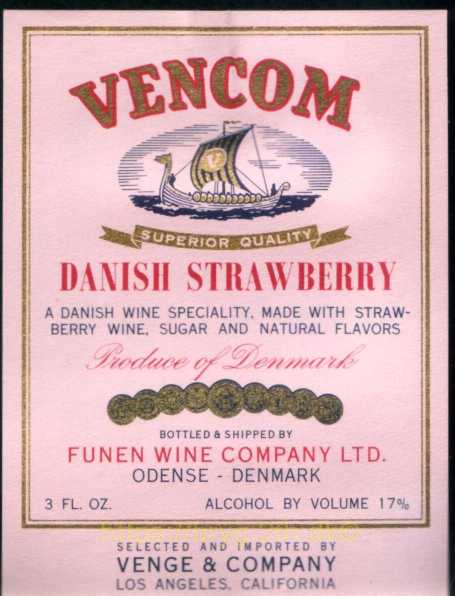 VENCOM
V
SUPERIOR QUALITY
DANISH STRAWBERRY
A DANISH WINE SPECIALITY, MADE WITH STRAW-
BERRY WINE, SUGAR AND NATURAL FLAVORS
Produce of Denmark
BOTTLED & SHIPPED BY
FUNEN WINE COMPANY LTD.
ODENSE - DENMARK
3 FL. OZ. ALCOHOL BY VOLUME 17%
SELECTED AND IMPORTED BY
VENGE & COMPANY
LOS ANGELES, CALIFORNIA